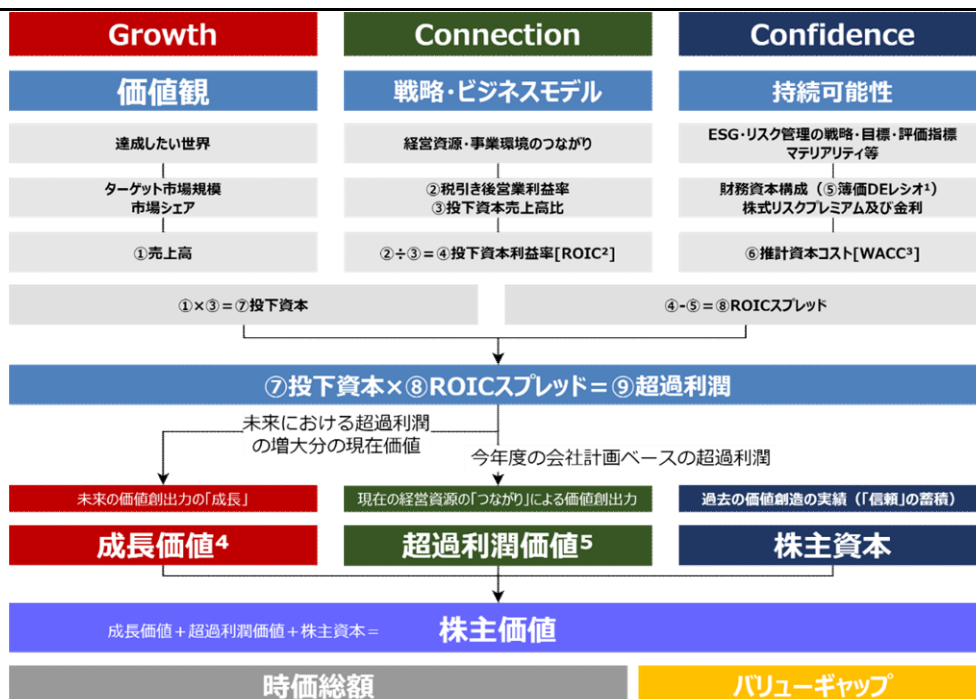 Growth
Connection
Confidence
価値観
戦略・ビジネスモデル
持続可能性
達成したい世界
経営資源・事業環境のつながり
ESG・リスク管理の戦略・目標・評価指標
マテリアリティ等
ターゲット市場規模
市場シェア
②税引き後営業利益率
③投下資本売上高比
財務資本構成（⑤簿価DEレシオ¹）
株式リスクプレミアム及び金利
①売上高
②÷③＝④投下資本利益率[ROIC²]
⑥推計資本コスト[WACC³]
①×③＝⑦投下資本
④-⑤＝⑧ROICスプレッド
⑦投下資本×⑧ROICスプレッド＝⑨超過利潤
未来における超過利潤
の増大分の現在価値
今年度の会社計画ベースの超過利潤
未来の価値創出力の「成長」
現在の経営資源の「つながり」による価値創出力
過去の価値創造の実績（「信頼」の蓄積）
成長価値⁴
超過利潤価値⁵
株主資本
成長価値＋超過利潤価値＋株主資本＝
株主価値
時価総額
バリューギャップ